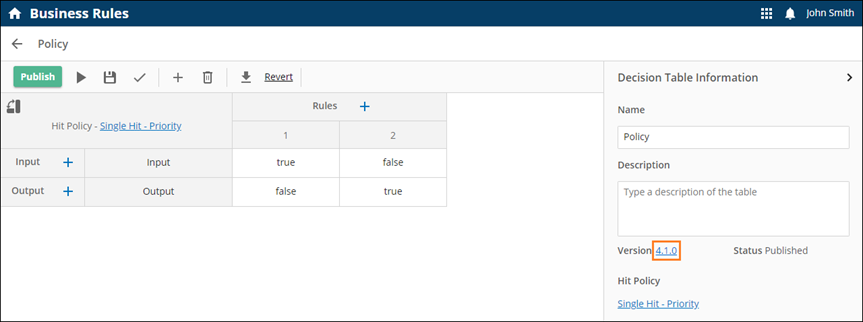 Business Rules John Smith
Policy
Publish Revert
Decision Table Information
Name
Policy
Description
Type a description of the table
Version 4.1.0 Status Published
Hit Policy
Single Hit - Priority
Hit Policy - Single Hit - Priority Rules
1 2
Input Input true false
Output Output false true